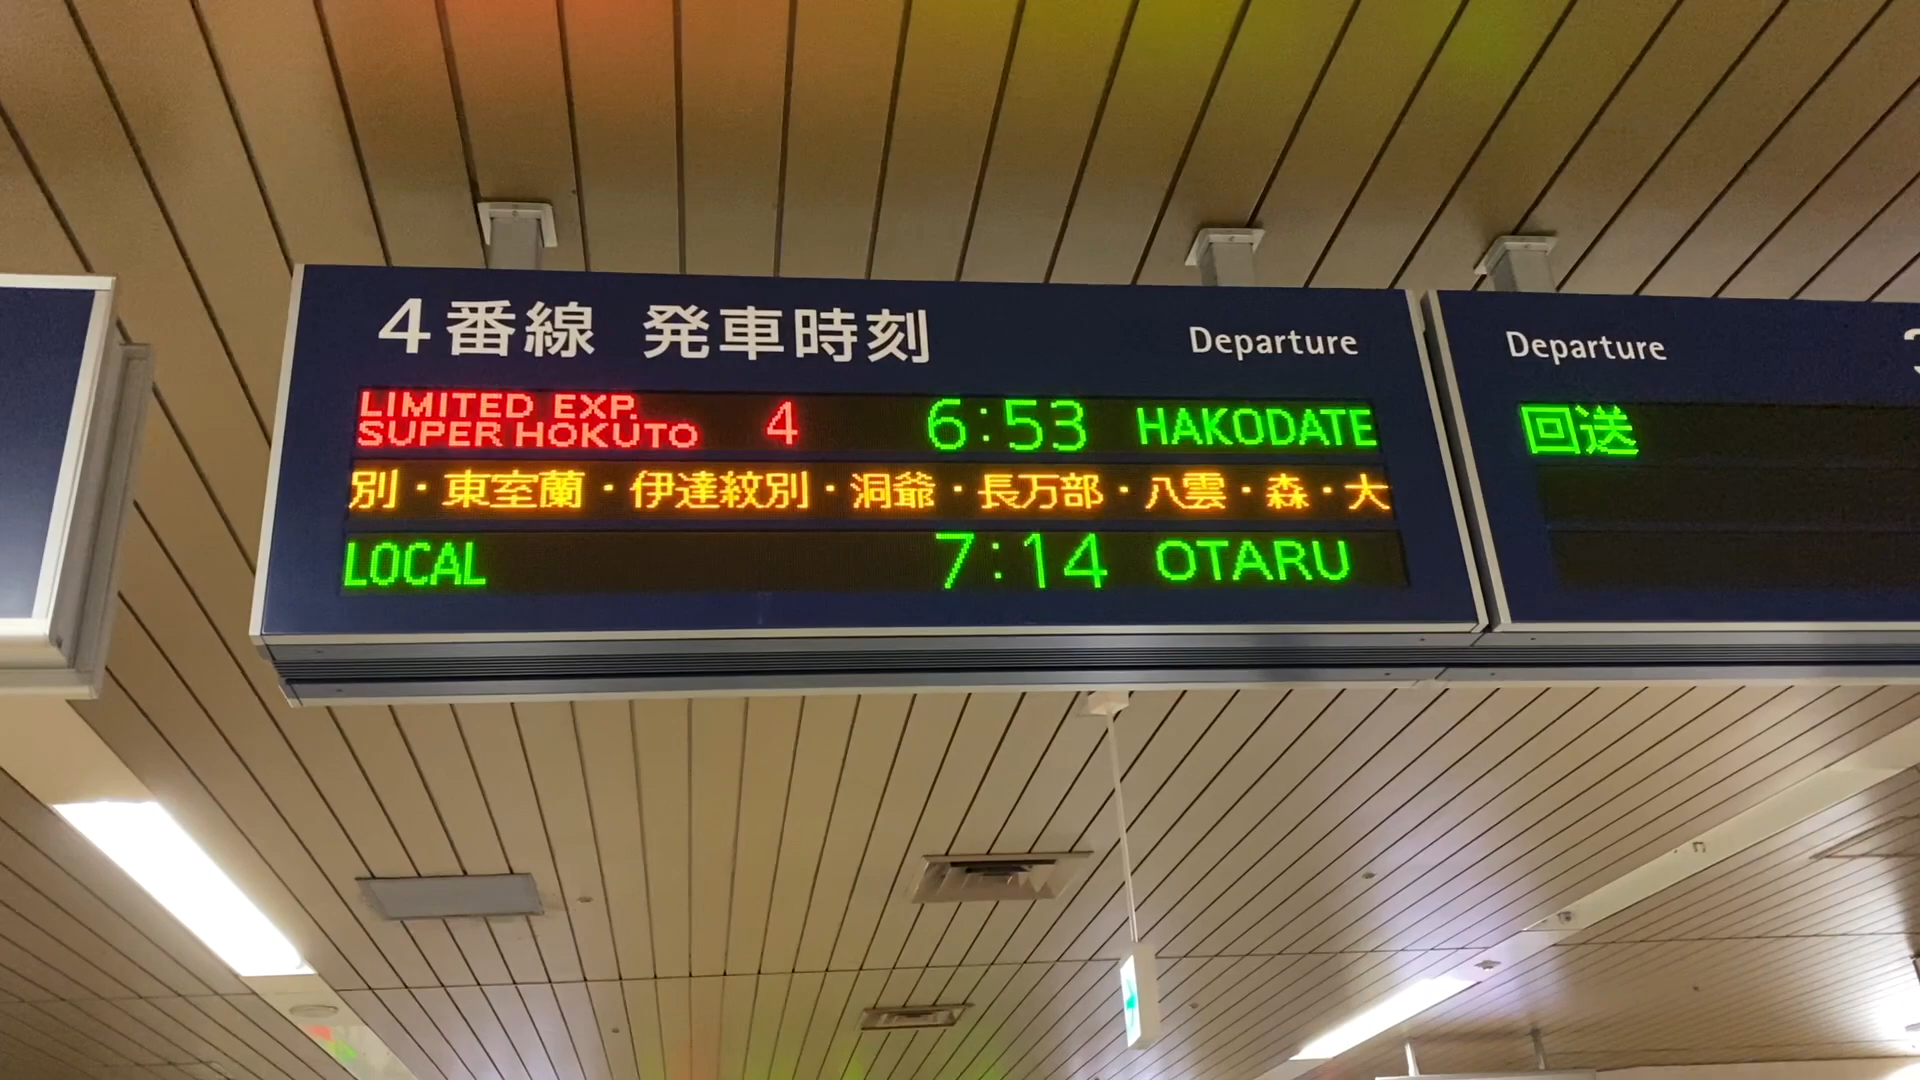 4番線 発車時刻 Departure
LIMITED EXP. SUPER HOKUTO 4 6:53 HAKODATE
別・東室蘭・伊達紋別・洞爺・長万部・八雲・森・大
LOCAL 7:14 OTARU
Departure
回送